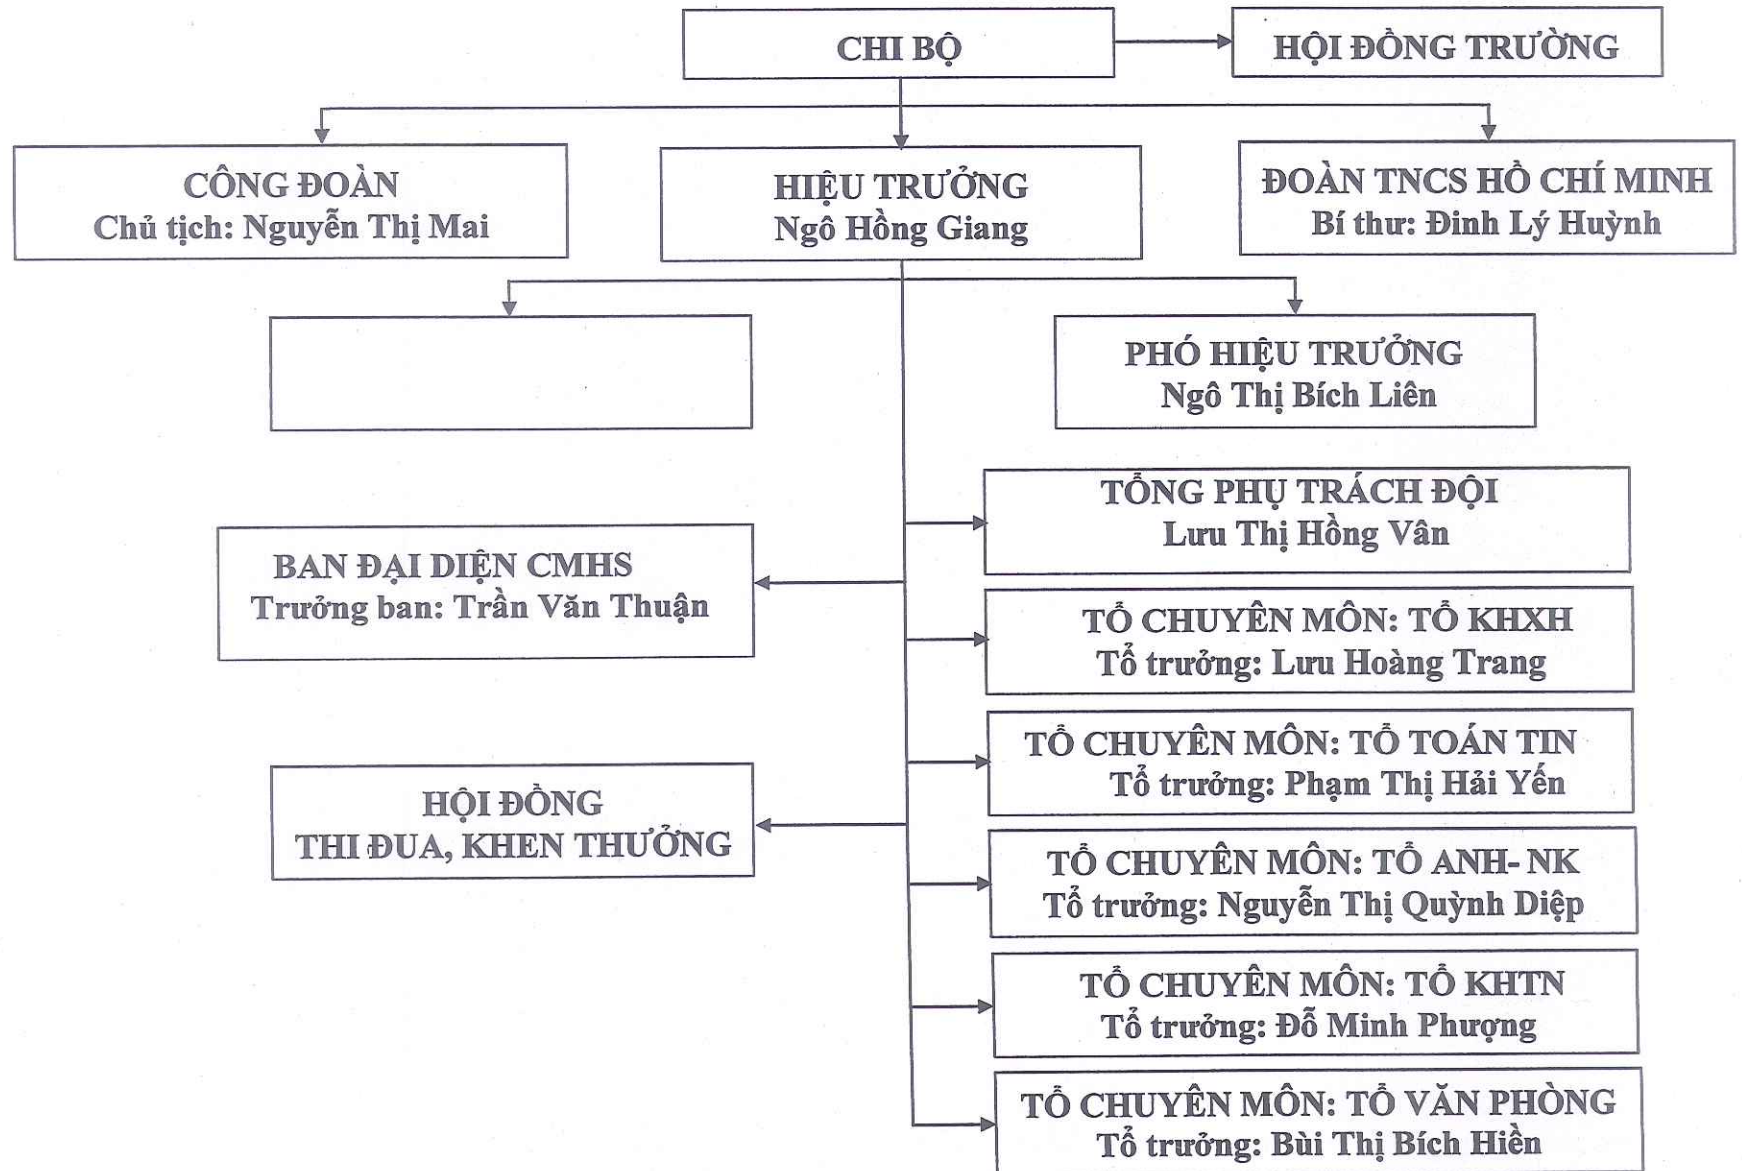 CHI BỘ
HỘI ĐỒNG TRƯỜNG
CÔNG ĐOÀN
Chủ tịch: Nguyễn Thị Mai
HIỆU TRƯỞNG
Ngô Hồng Giang
ĐOÀN TNCS HỒ CHÍ MINH
Bí thư: Đinh Lý Huỳnh
PHÓ HIỆU TRƯỞNG
Ngô Thị Bích Liên
TỔNG PHỤ TRÁCH ĐỘI
Lưu Thị Hồng Vân
BAN ĐẠI DIỆN CMHS
Trưởng ban: Trần Văn Thuận
TỔ CHUYÊN MÔN: TỔ KHXH
Tổ trưởng: Lưu Hoàng Trang
TỔ CHUYÊN MÔN: TỔ TOÁN TIN
Tổ trưởng: Phạm Thị Hải Yến
HỘI ĐỒNG
THI ĐUA, KHEN THƯỞNG
TỔ CHUYÊN MÔN: TỔ ANH- NK
Tổ trưởng: Nguyễn Thị Quỳnh Diệp
TỔ CHUYÊN MÔN: TỔ KHTN
Tổ trưởng: Đỗ Minh Phượng
TỔ CHUYÊN MÔN: TỔ VĂN PHÒNG
Tổ trưởng: Bùi Thị Bích Hiền